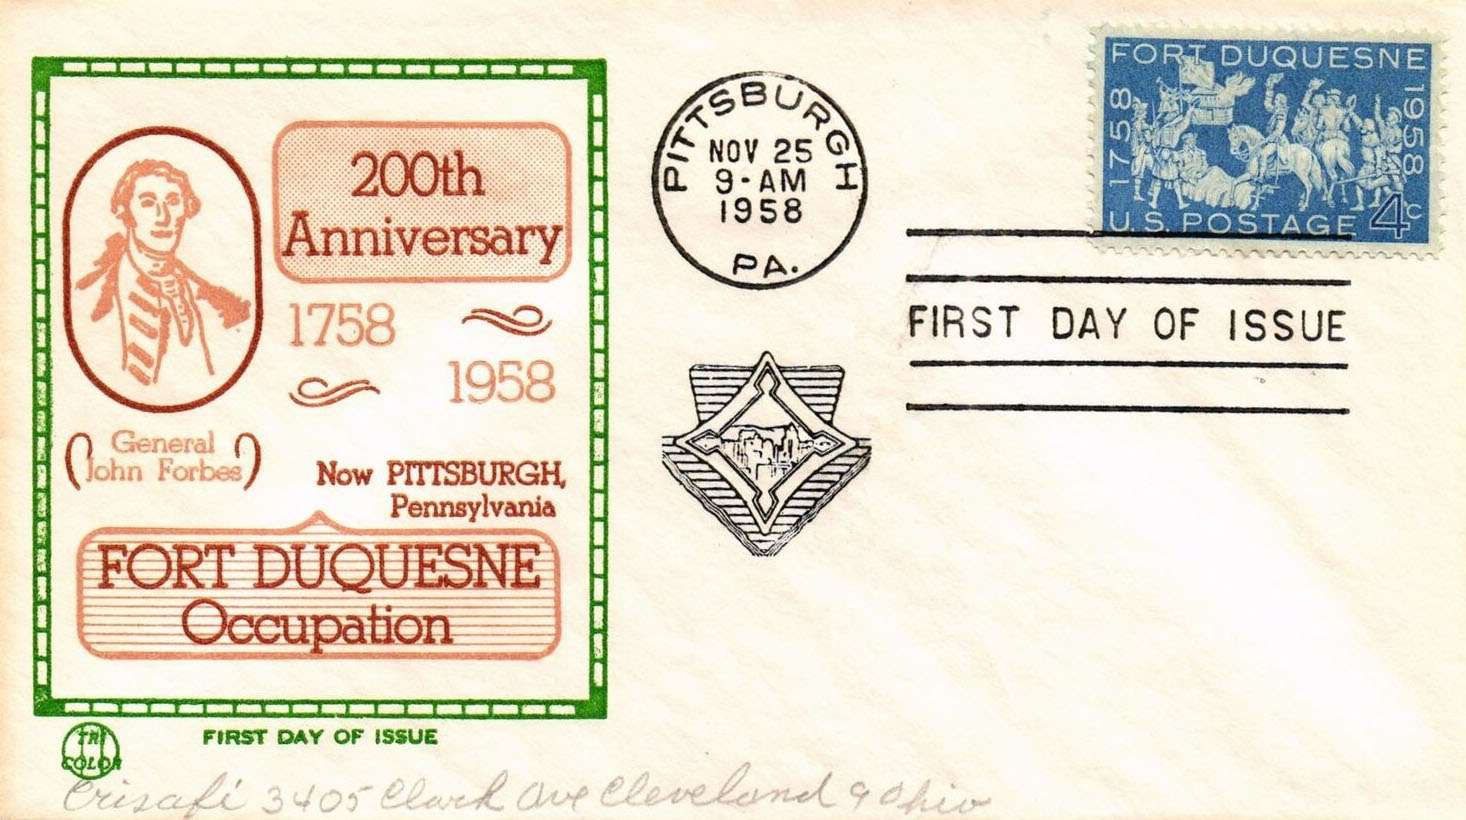 200th
Anniversary
1758
1958
General
John Forbes
Now PITTSBURGH,
Pennsylvania
FORT DUQUESNE
Occupation
TRI
COLOR
FIRST DAY OF ISSUE
Crisafi 3405 Clark Ave Cleveland 9 Ohio
PITTSBURGH
NOV 25
9-AM
1958
PA.
FORT DUQUESNE
1758
1958
U.S. POSTAGE 4c
FIRST DAY OF ISSUE